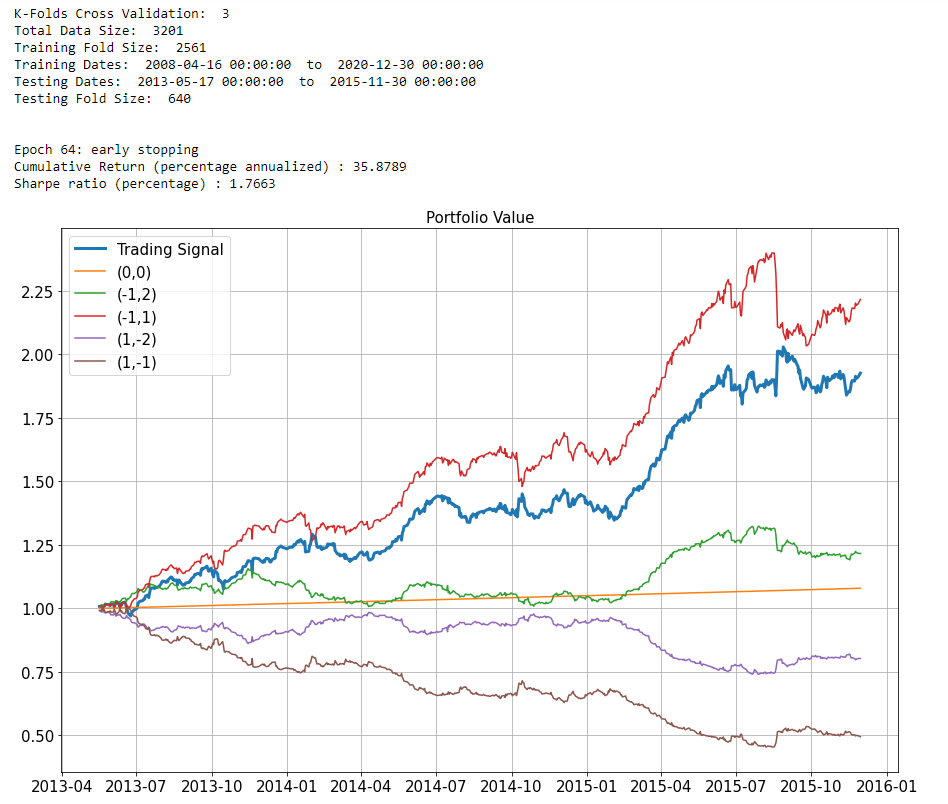 K-Folds Cross Validation:  3
Total Data Size:  3201
Training Fold Size:  2561
Training Dates:  2008-04-16 00:00:00  to  2020-12-30 00:00:00
Testing Dates:  2013-05-17 00:00:00  to  2015-11-30 00:00:00
Testing Fold Size:  640
Epoch 64: early stopping
Cumulative Return (percentage annualized) : 35.8789
Sharpe ratio (percentage) : 1.7663
Portfolio Value
Trading Signal
(0,0)
(-1,2)
(-1,1)
(1,-2)
(1,-1)
2.25
2.00
1.75
1.50
1.25
1.00
0.75
0.50
2013-04 2013-07 2013-10 2014-01 2014-04 2014-07 2014-10 2015-01 2015-04 2015-07 2015-10 2016-01